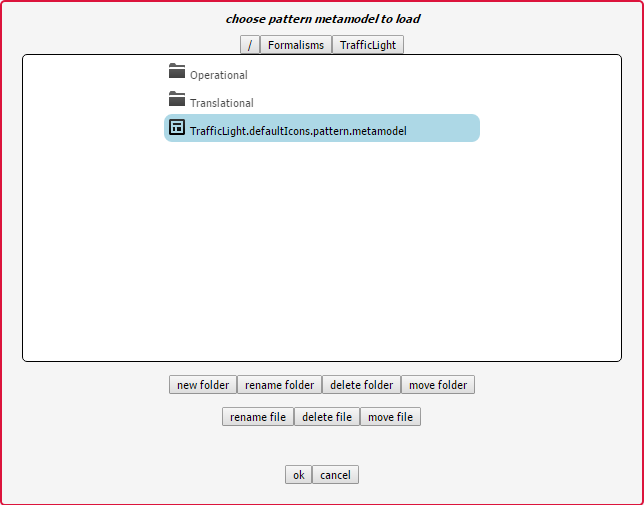 choose pattern metamodel to load
/ Formalisms TrafficLight
Operational
Translational
TrafficLight.defaultIcons.pattern.metamodel
new folder rename folder delete folder move folder
rename file delete file move file
ok cancel